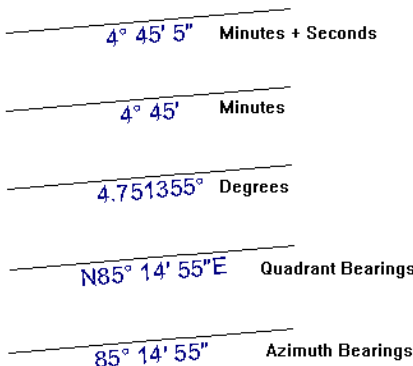 4° 45' 5" Minutes + Seconds
4° 45' Minutes
4.751355° Degrees
N85° 14' 55"E Quadrant Bearings
85° 14' 55" Azimuth Bearings